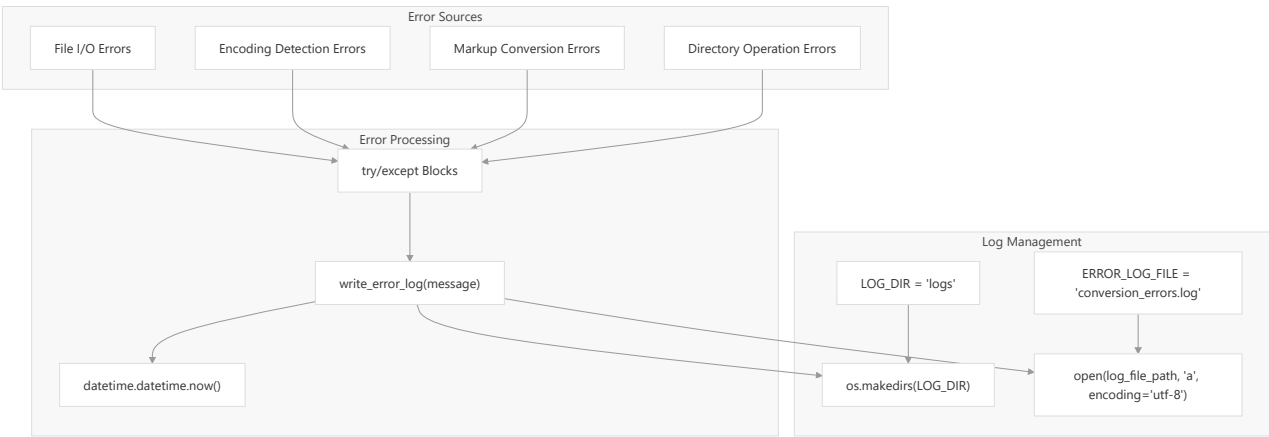 Error Sources
File I/O Errors
Encoding Detection Errors
Markup Conversion Errors
Directory Operation Errors
Error Processing
try/except Blocks
write_error_log(message)
datetime.datetime.now()
Log Management
LOG_DIR = 'logs'
ERROR_LOG_FILE =
'conversion_errors.log'
os.makedirs(LOG_DIR)
open(log_file_path, 'a',
encoding='utf-8')